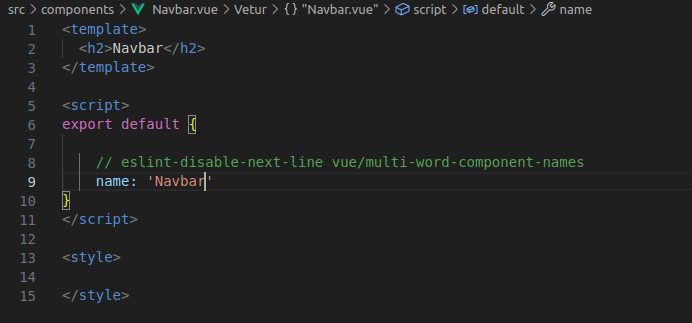 src > components > Navbar.vue > Vetur > {} "Navbar.vue" > script > default > name
1 <template>
2   <h2>Navbar</h2>
3 </template>
4
5 <script>
6 export default {
7
8     // eslint-disable-next-line vue/multi-word-component-names
9     name: 'Navbar'
10 }
11 </script>
12
13 <style>
14
15 </style>